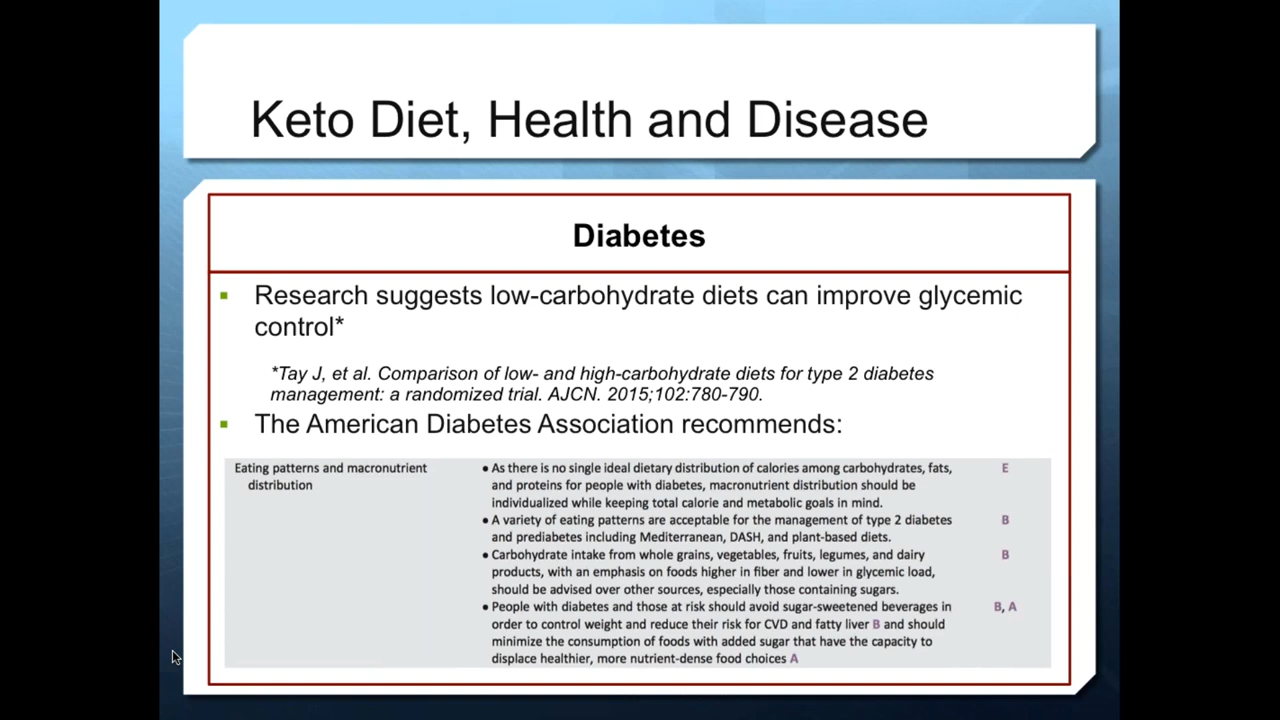 Keto Diet, Health and Disease
Diabetes
▪ Research suggests low-carbohydrate diets can improve glycemic
control*
*Tay J, et al. Comparison of low- and high-carbohydrate diets for type 2 diabetes
management: a randomized trial. AJCN. 2015;102:780-790.
▪ The American Diabetes Association recommends:
Eating patterns and macronutrient
distribution
• As there is no single ideal dietary distribution of calories among carbohydrates, fats, E
and proteins for people with diabetes, macronutrient distribution should be
individualized while keeping total calorie and metabolic goals in mind.
• A variety of eating patterns are acceptable for the management of type 2 diabetes B
and prediabetes including Mediterranean, DASH, and plant-based diets.
• Carbohydrate intake from whole grains, vegetables, fruits, legumes, and dairy B
products, with an emphasis on foods higher in fiber and lower in glycemic load,
should be advised over other sources, especially those containing sugars.
• People with diabetes and those at risk should avoid sugar-sweetened beverages in B, A
order to control weight and reduce their risk for CVD and fatty liver B and should
minimize the consumption of foods with added sugar that have the capacity to
displace healthier, more nutrient-dense food choices A